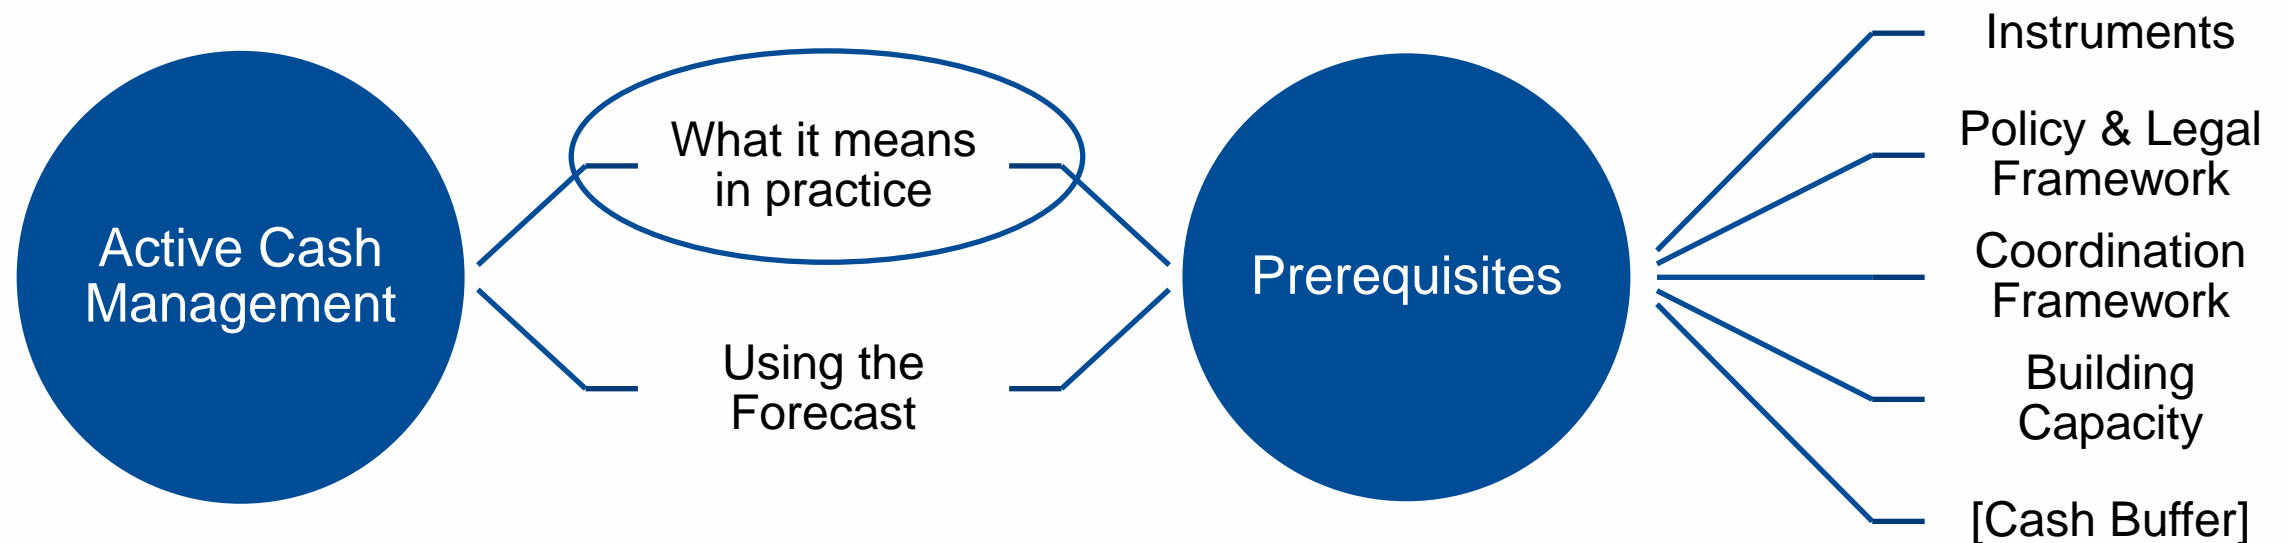 Active Cash
Management
What it means
in practice
Using the
Forecast
Prerequisites
Instruments
Policy & Legal
Framework
Coordination
Framework
Building
Capacity
[Cash Buffer]